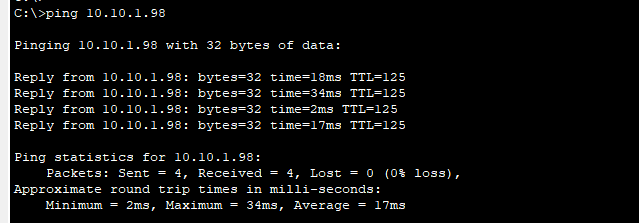 C:\>ping 10.10.1.98
Pinging 10.10.1.98 with 32 bytes of data:
Reply from 10.10.1.98: bytes=32 time=18ms TTL=125
Reply from 10.10.1.98: bytes=32 time=34ms TTL=125
Reply from 10.10.1.98: bytes=32 time=2ms TTL=125
Reply from 10.10.1.98: bytes=32 time=17ms TTL=125
Ping statistics for 10.10.1.98:
    Packets: Sent = 4, Received = 4, Lost = 0 (0% loss),
Approximate round trip times in milli-seconds:
    Minimum = 2ms, Maximum = 34ms, Average = 17ms